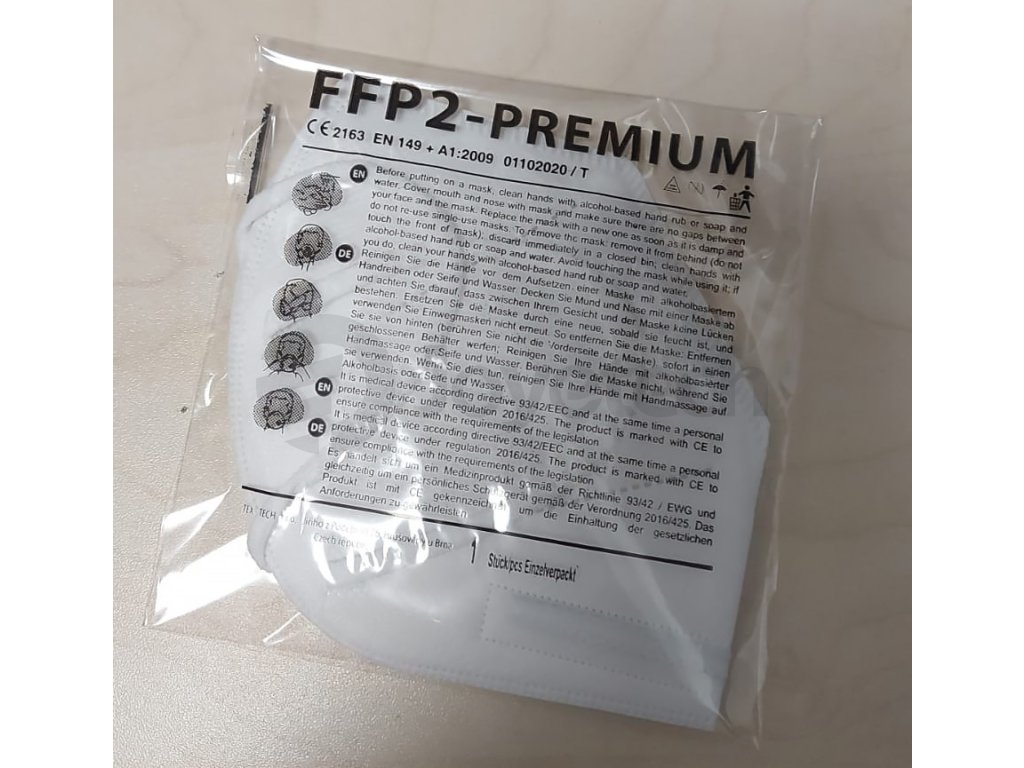 FFP2-PREMIUM
CE 2163 EN 149 + A1:2009 01102020 / T
EN Before putting on a mask, clean hands with alcohol-based hand rub or soap and
water. Cover mouth and nose with mask and make sure there are no gaps between
your face and the mask. Replace the mask with a new one as soon as it is damp and
do not re-use single-use masks. To remove the mask: remove it from behind (do not
touch the front of mask); discard immediately in a closed bin; clean hands with
alcohol-based hand rub or soap and water. Avoid touching the mask while using it; if
you do, clean your hands with alcohol-based hand rub or soap and water.
DE Reinigen Sie die Hände vor dem Aufsetzen einer Maske mit alkoholbasiertem
Handreiben oder Seife und Wasser. Decken Sie Mund und Nase mit einer Maske ab
und achten Sie darauf, dass zwischen Ihrem Gesicht und der Maske keine Lücken
bestehen. Ersetzen Sie die Maske durch eine neue, sobald sie feucht ist, und
verwenden Sie Einwegmasken nicht erneut. So entfernen Sie die Maske: Entfernen
Sie sie von hinten (berühren Sie nicht die Vorderseite der Maske) sofort in einen
geschlossenen Behälter werfen; Reinigen Sie Ihre Hände mit alkoholbasierter
Handmassage oder Seife und Wasser. Berühren Sie die Maske nicht, während Sie
sie verwenden. Wenn Sie dies tun, reinigen Sie Ihre Hände mit Handmassage auf
Alkoholbasis oder Seife und Wasser.
EN It is medical device according directive 93/42/EEC and at the same time a personal
protective device under regulation 2016/425. The product is marked with CE to
ensure compliance with the requirements of the legislation
DE It is medical device according directive 93/42/EEC and at the same time a personal
protective device under regulation 2016/425. The product is marked with CE to
ensure compliance with the requirements of the legislation
Es handelt sich um ein Medizinprodukt gemäß der Richtlinie 93/42 / EWG und
gleichzeitig um ein persönliches Schutzgerät gemäß der Verordnung 2016/425. Das
Produkt ist mit CE gekennzeichnet, um die Einhaltung der gesetzlichen
Anforderungen zu gewährleisten
TECH Jiřího z u Brna
Czech
1 Stück/pcs Einzelverpackt